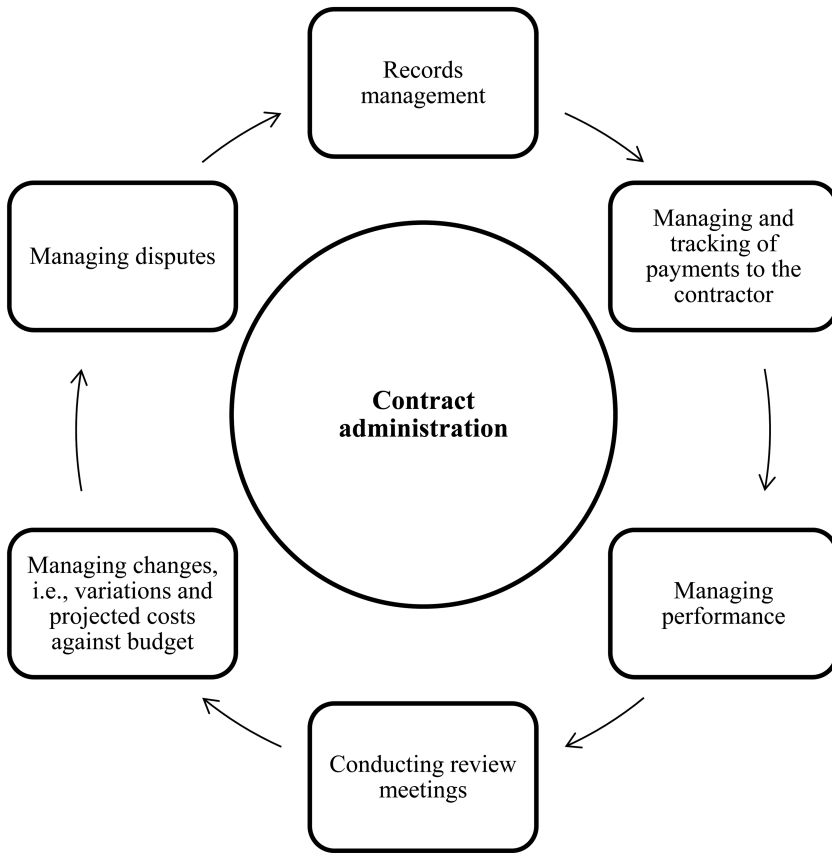 Records
management
Managing and
tracking of
payments to the
contractor
Managing
performance
Conducting review
meetings
Managing changes,
i.e., variations and
projected costs
against budget
Managing disputes
Contract
administration